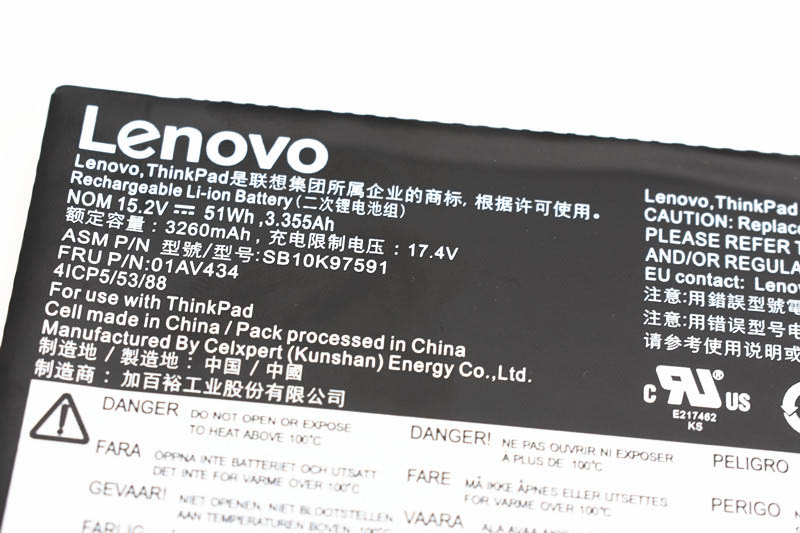 Lenovo
Lenovo,ThinkPad是联想集团所属企业的商标, 根据许可使用。
Rechargeable Li-ion Battery (二次锂电池组)
NOM 15.2V⎓ 51Wh ,3.355Ah
额定容量: 3260mAh, 充电限制电压: 17.4V
ASM P/N 型號/型号:SB10K97591
FRU P/N:01AV434
4ICP5/53/88
For use with ThinkPad
Cell made in China / Pack processed in China
Manufactured By Celxpert (Kunshan) Energy Co.,Ltd.
制造地 / 製造地: 中国 / 中國
制造商: 加百裕工业股份有限公司
Lenovo,ThinkPad
CAUTION: Replace
PLEASE REFER T
AND/OR REGULA
EU contact: Lenov
注意:用錯誤型號電
注意:用错误型号电
请参考使用说明或
C RU® US
E217462
KS
DANGER DO NOT OPEN OR EXPOSE
TO HEAT ABOVE 100°C
FARA ÖPPNA INTE BATTERIET OCH UTSATT
DET INTE FÖR VÄRME ÖVER 100°C
GEVAAR! NIET OPENEN, NIET BLOOTSTELLEN
AAN TEMPERATUREN BOVEN 100°C
FARLIG
DANGER! NE PAS OUVRIR NI EXPOSER
A PLUS DE 100°C
FARE MÅ IKKE ÅPNES ELLER UTSETTES
FOR VARME OVER 100°C
VAARA ÄLÄ AVAA
PELIGRO
PERIGO